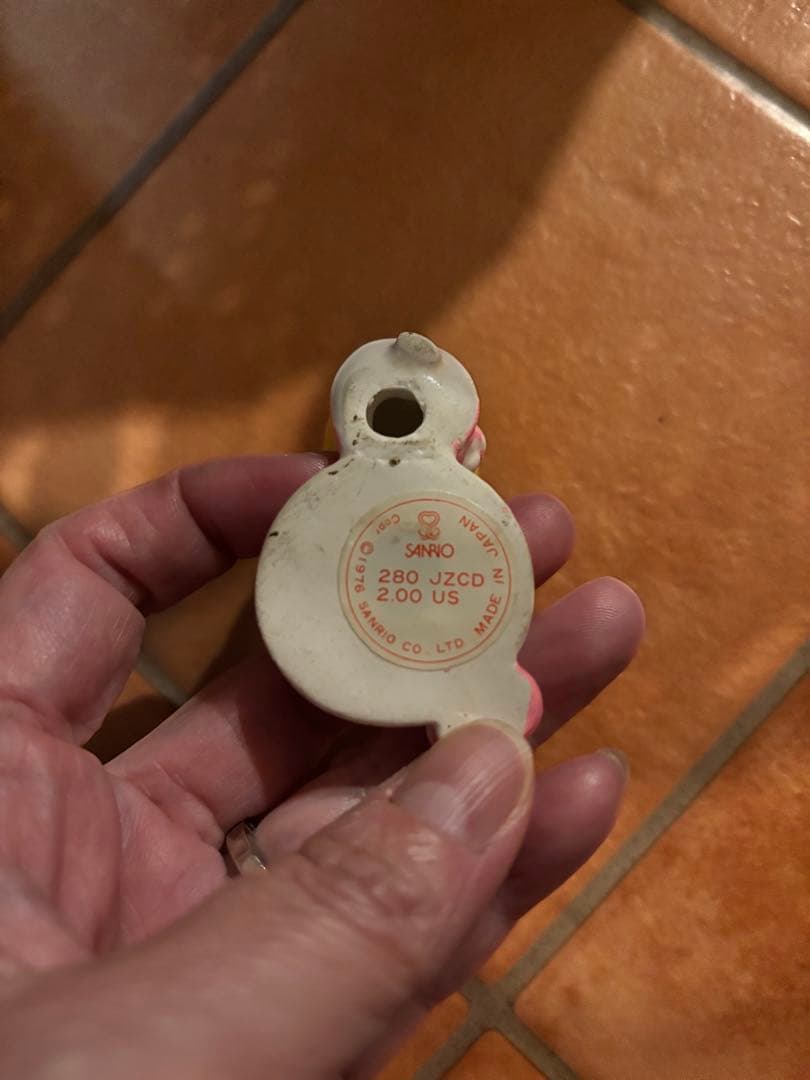 SANRIO
280 JZCD
2.00 US
Copr. ©1976 SANRIO CO. LTD MADE IN JAPAN